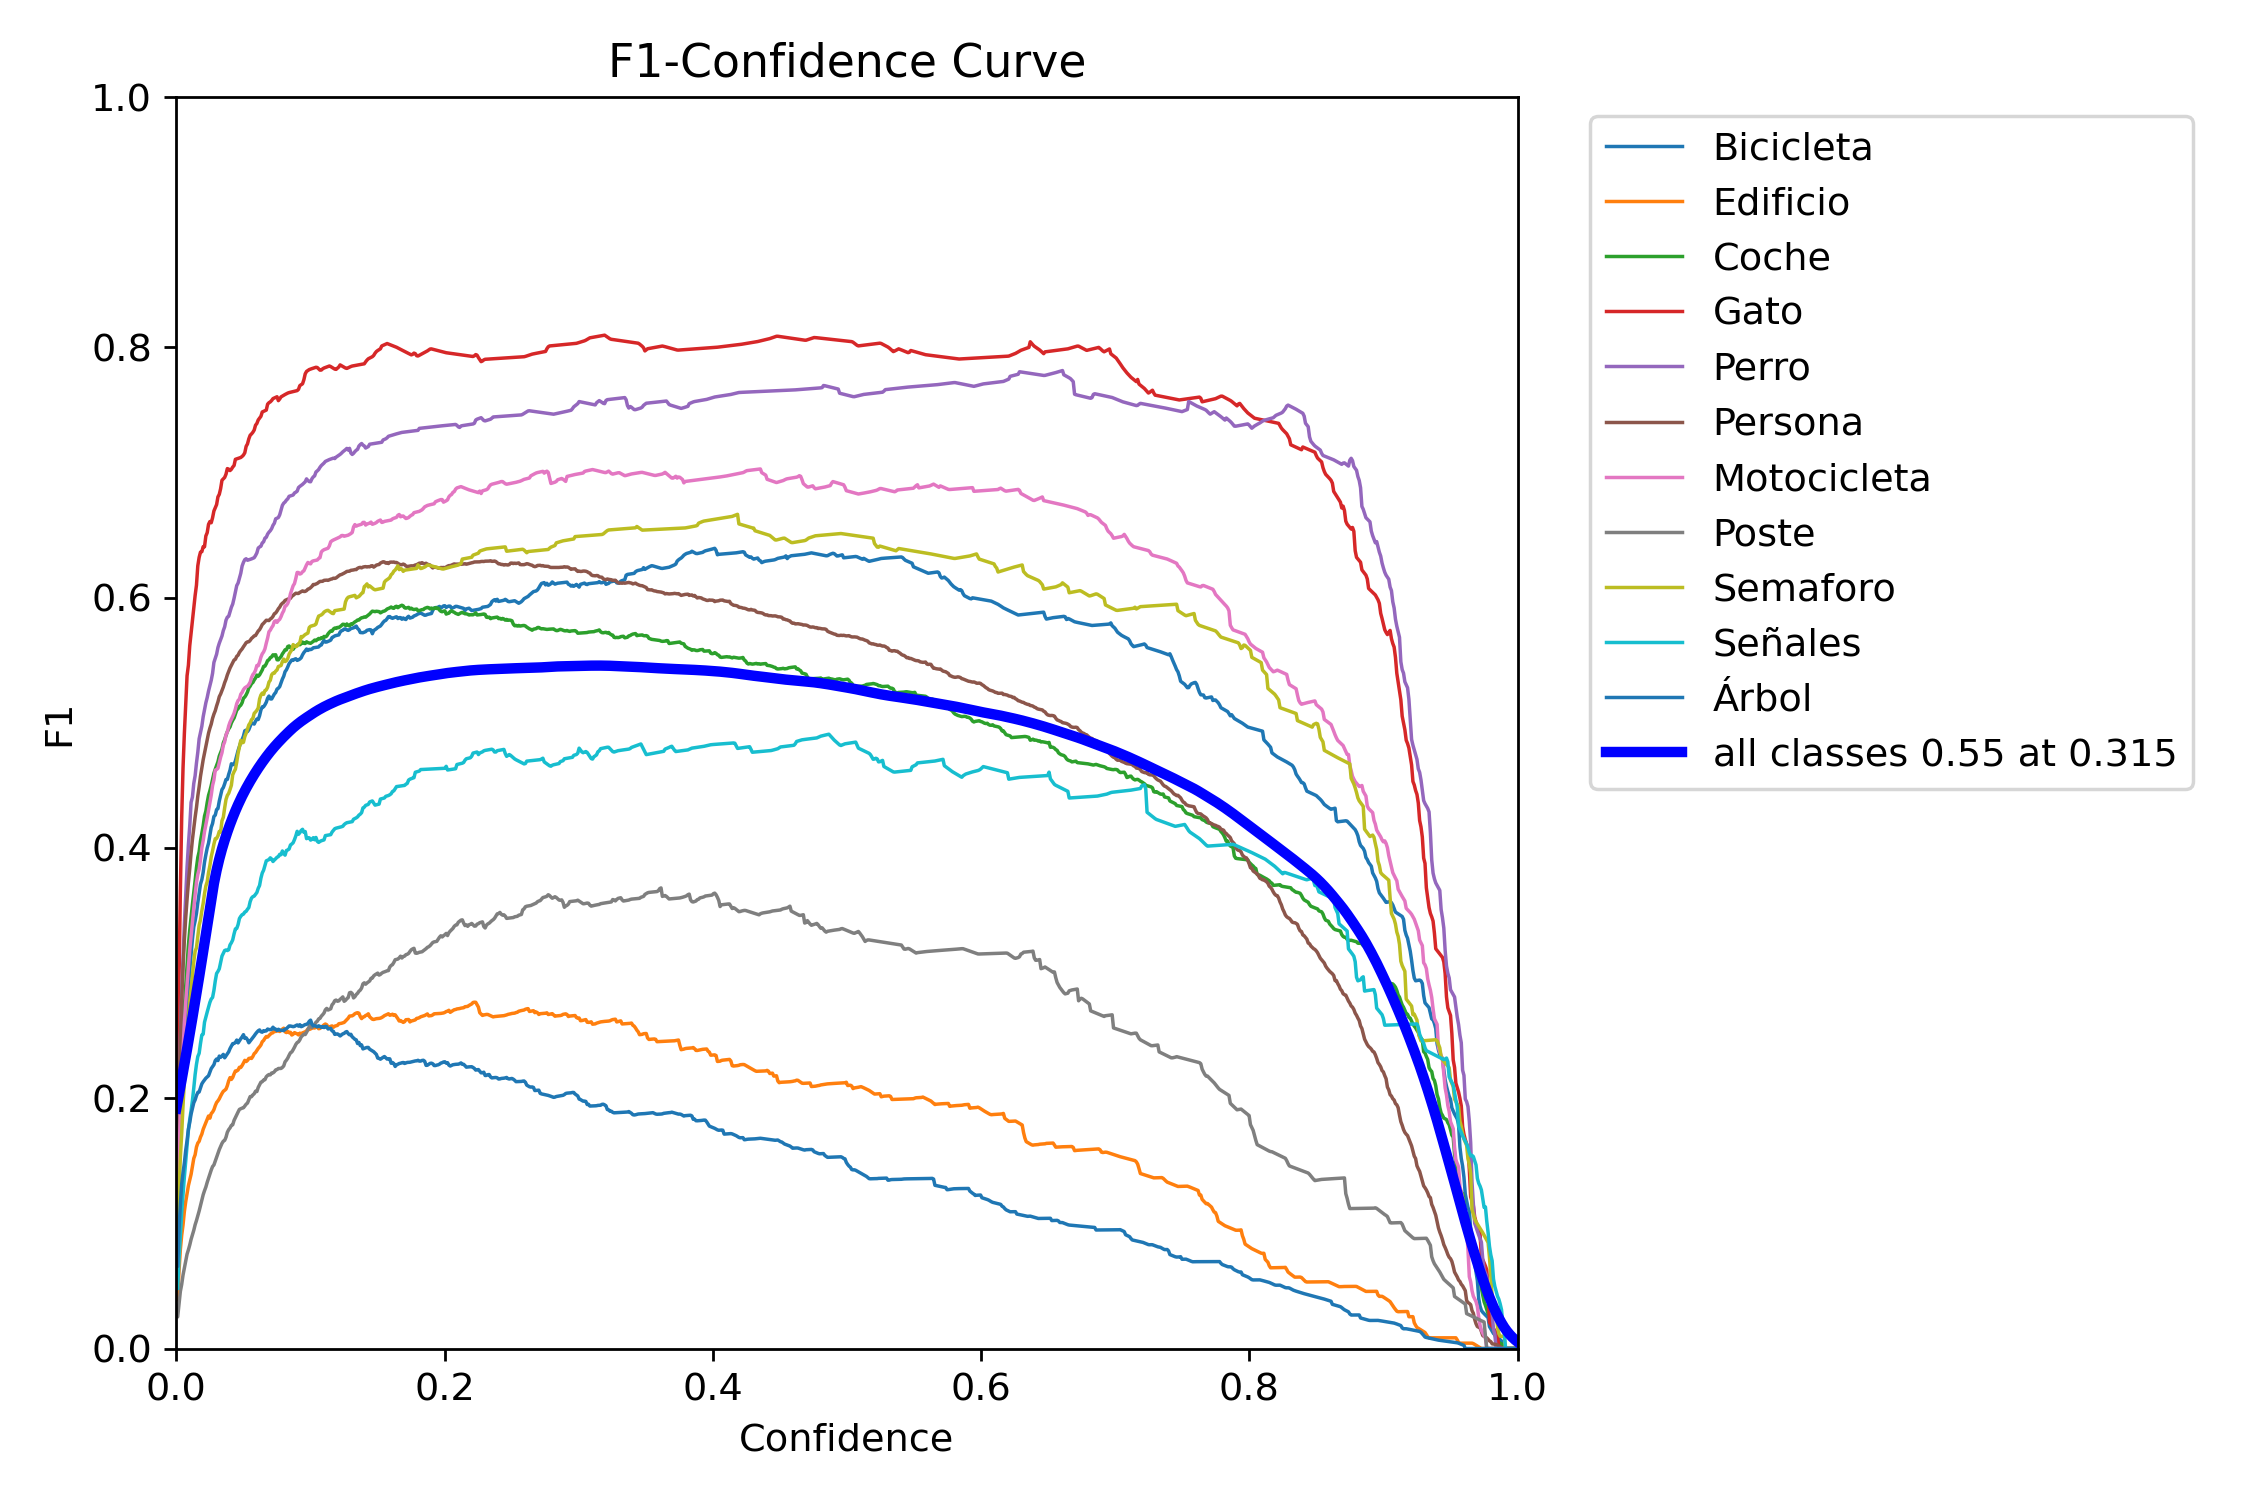 F1-Confidence Curve
1.0
0.8
0.6
0.4
0.2
0.0
F1
0.0 0.2 0.4 0.6 0.8 1.0
Confidence
Bicicleta
Edificio
Coche
Gato
Perro
Persona
Motocicleta
Poste
Semaforo
Señales
Árbol
all classes 0.55 at 0.315